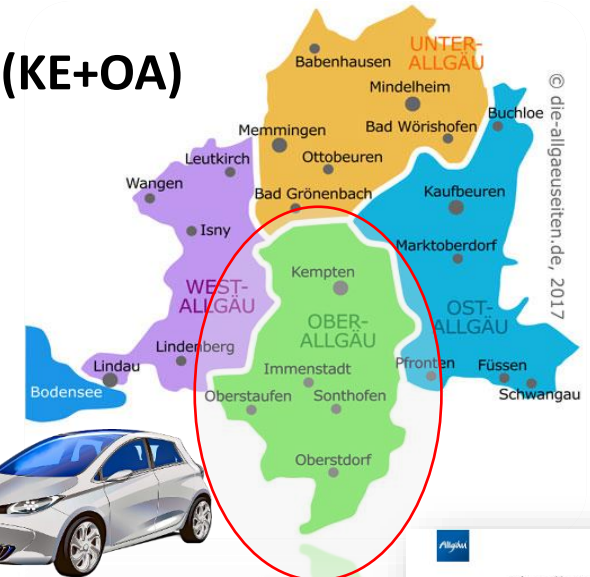 (KE+OA)
UNTER-
ALLGÄU
Babenhausen
Mindelheim
Buchloe
Memmingen
Bad Wörishofen
Leutkirch
Ottobeuren
Wangen
Bad Grönenbach
Kaufbeuren
Isny
Marktoberdorf
Kempten
WEST-
ALLGÄU
OBER-
ALLGÄU
OST-
ALLGÄU
Lindenberg
Lindau
Immenstadt
Pfronten
Füssen
Bodensee
Oberstaufen
Sonthofen
Schwangau
Oberstdorf
© die-allgaeuseiten.de, 2017
Allgäu